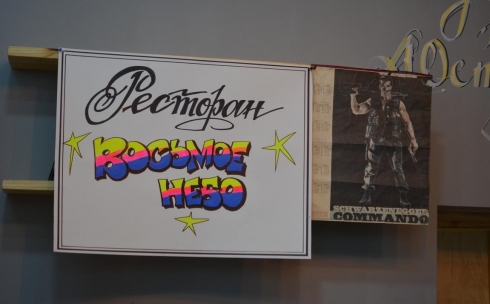 Ресторан
Восьмое
небо
SCHWARZENEGGER
COMMANDO